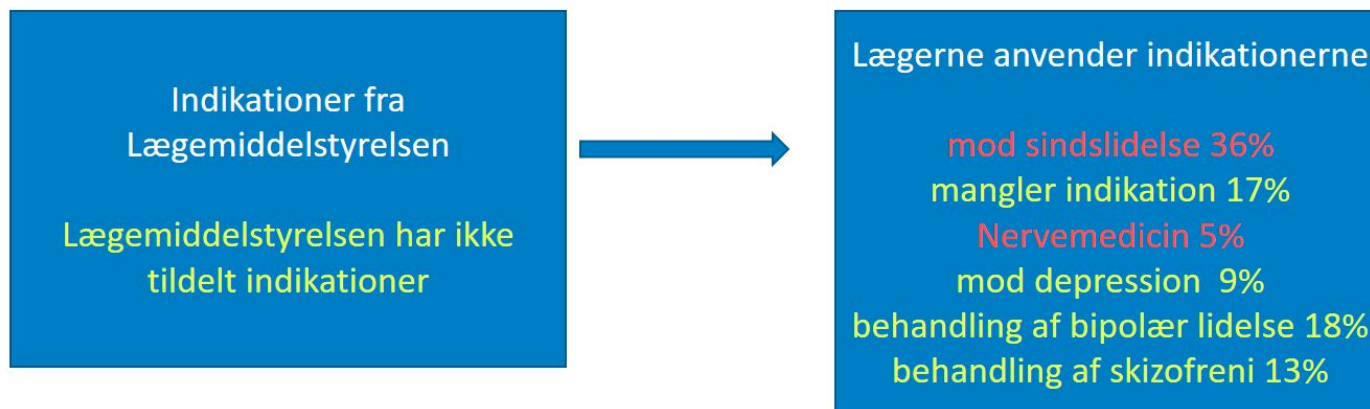 Indikationer fra
Lægemiddelstyrelsen
Lægemiddelstyrelsen har ikke
tildelt indikationer
Lægerne anvender indikationerne
mod sindslidelse 36%
mangler indikation 17%
Nervemedicin 5%
mod depression 9%
behandling af bipolær lidelse 18%
behandling af skizofreni 13%